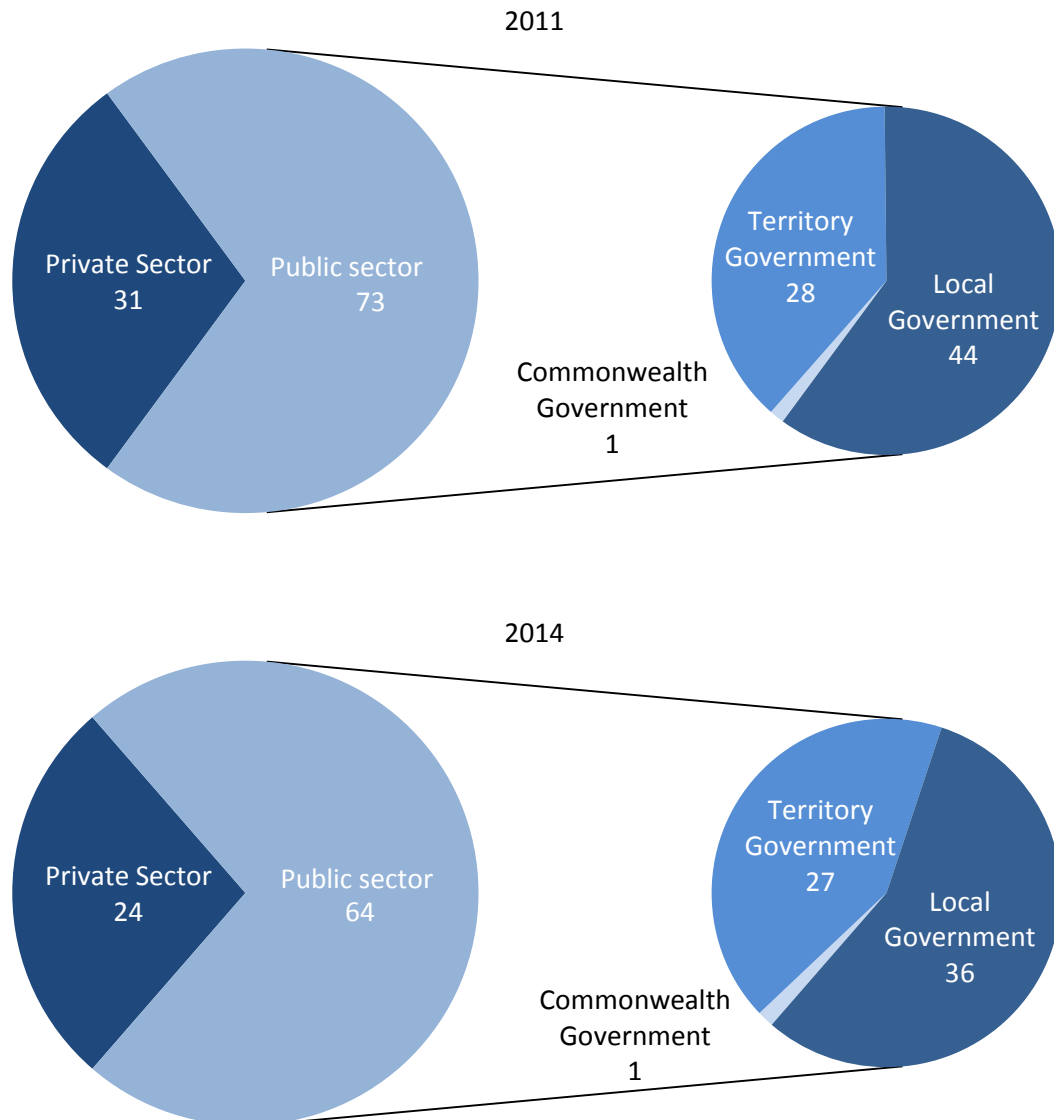 2011
Private Sector
31
Public sector
73
Territory
Government
28
Local
Government
44
Commonwealth
Government
1
2014
Private Sector
24
Public sector
64
Territory
Government
27
Local
Government
36
Commonwealth
Government
1